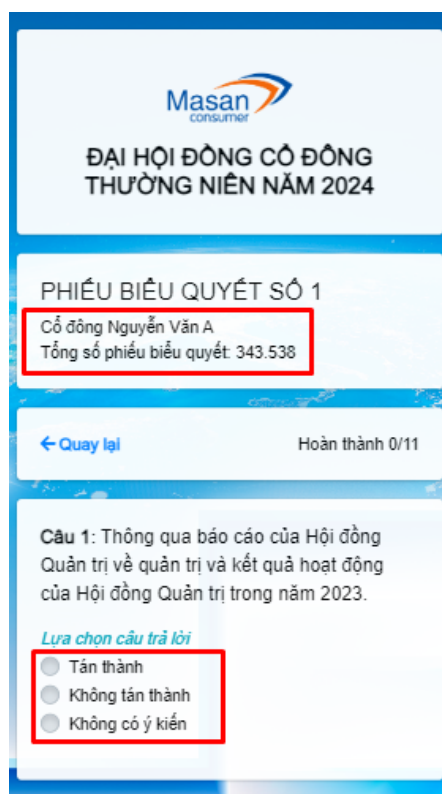 Masan
consumer
ĐẠI HỘI ĐỒNG CỔ ĐÔNG
THƯỜNG NIÊN NĂM 2024
PHIẾU BIỂU QUYẾT SỐ 1
Cổ đông Nguyễn Văn A
Tổng số phiếu biểu quyết: 343.538
Quay lại Hoàn thành 0/11
Câu 1: Thông qua báo cáo của Hội đồng
Quản trị về quản trị và kết quả hoạt động
của Hội đồng Quản trị trong năm 2023.
Lựa chọn câu trả lời
Tán thành
Không tán thành
Không có ý kiến